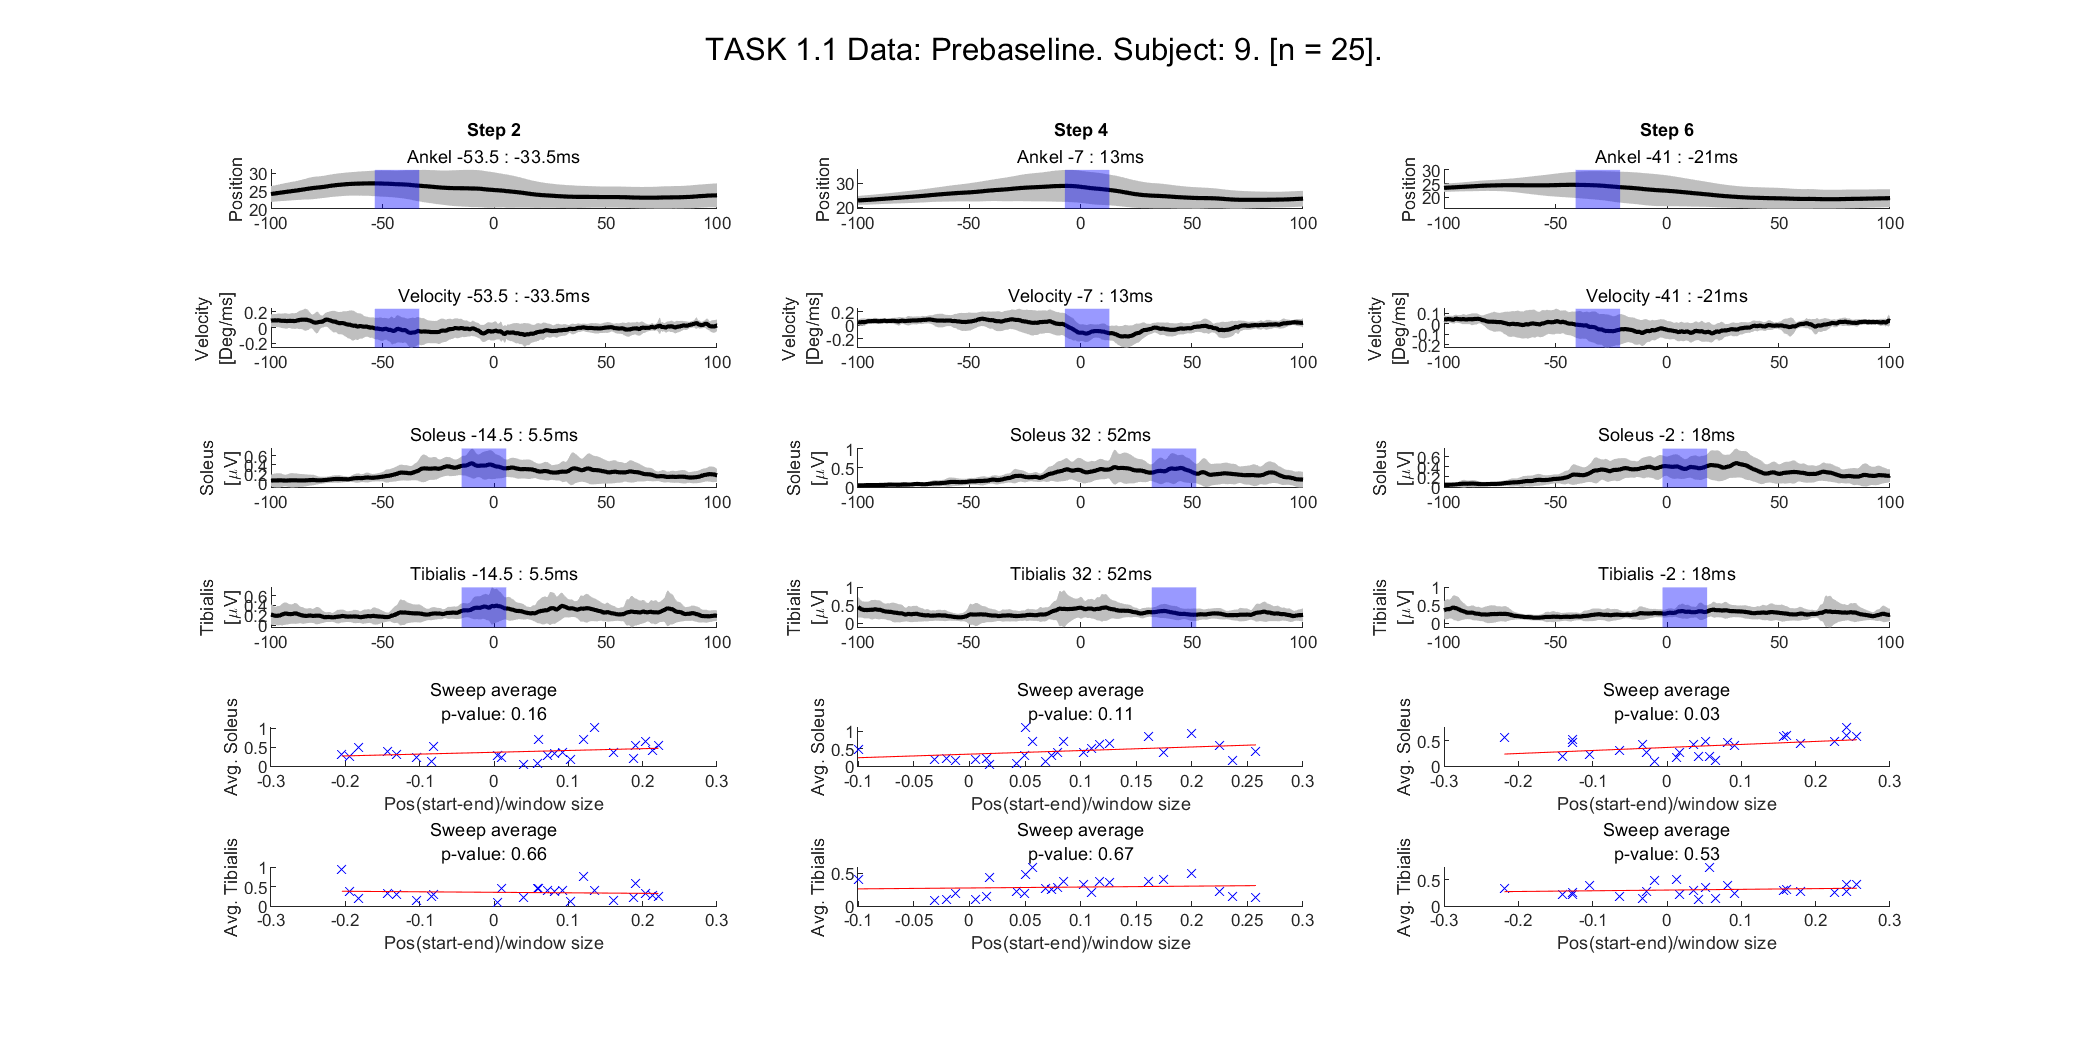 TASK 1.1 Data: Prebaseline. Subject: 9. [n = 25].
Step 2
Ankel -53.5 : -33.5ms
Position
30
25
20
-100 -50 0 50 100
Step 4
Ankel -7 : 13ms
Position
30
20
-100 -50 0 50 100
Step 6
Ankel -41 : -21ms
Position
30
25
20
-100 -50 0 50 100
Velocity -53.5 : -33.5ms
Velocity
[Deg/ms]
0.2
0
-0.2
-100 -50 0 50 100
Velocity -7 : 13ms
Velocity
[Deg/ms]
0.2
0
-0.2
-100 -50 0 50 100
Velocity -41 : -21ms
Velocity
[Deg/ms]
0.1
0
-0.1
-0.2
-100 -50 0 50 100
Soleus -14.5 : 5.5ms
Soleus
[μV]
0.6
0.4
0.2
0
-100 -50 0 50 100
Soleus 32 : 52ms
Soleus
[μV]
1
0.5
0
-100 -50 0 50 100
Soleus -2 : 18ms
Soleus
[μV]
0.6
0.4
0.2
0
-100 -50 0 50 100
Tibialis -14.5 : 5.5ms
Tibialis
[μV]
0.6
0.4
0.2
0
-100 -50 0 50 100
Tibialis 32 : 52ms
Tibialis
[μV]
1
0.5
0
-100 -50 0 50 100
Tibialis -2 : 18ms
Tibialis
[μV]
1
0.5
0
-100 -50 0 50 100
Sweep average
p-value: 0.16
Avg. Soleus
1
0.5
0
-0.3 -0.2 -0.1 0 0.1 0.2 0.3
Pos(start-end)/window size
Sweep average
p-value: 0.11
Avg. Soleus
1
0.5
0
-0.1 -0.05 0 0.05 0.1 0.15 0.2 0.25 0.3
Pos(start-end)/window size
Sweep average
p-value: 0.03
Avg. Soleus
0.5
0
-0.3 -0.2 -0.1 0 0.1 0.2 0.3
Pos(start-end)/window size
Sweep average
p-value: 0.66
Avg. Tibialis
1
0.5
0
-0.3 -0.2 -0.1 0 0.1 0.2 0.3
Pos(start-end)/window size
Sweep average
p-value: 0.67
Avg. Tibialis
0.5
0
-0.1 -0.05 0 0.05 0.1 0.15 0.2 0.25 0.3
Pos(start-end)/window size
Sweep average
p-value: 0.53
Avg. Tibialis
0.5
0
-0.3 -0.2 -0.1 0 0.1 0.2 0.3
Pos(start-end)/window size